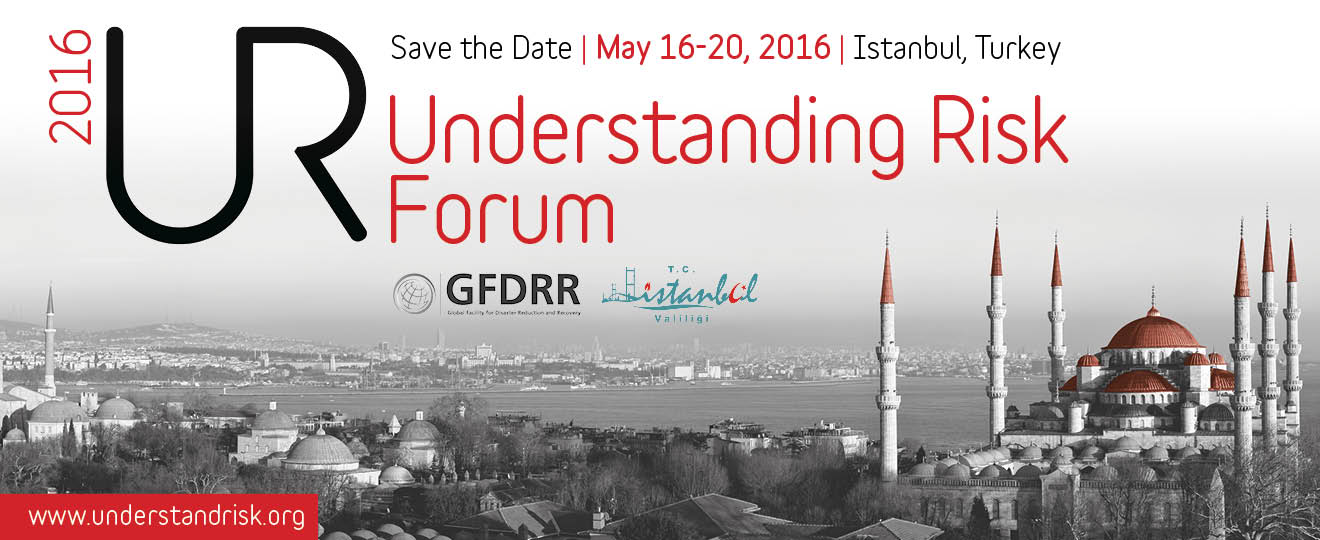 2016
UR
Save the Date | May 16-20, 2016 | Istanbul, Turkey
Understanding Risk
Forum
GFDRR
Global Facility for Disaster Reduction and Recovery
T.C.
istanbul
Valiliği
www.understandrisk.org